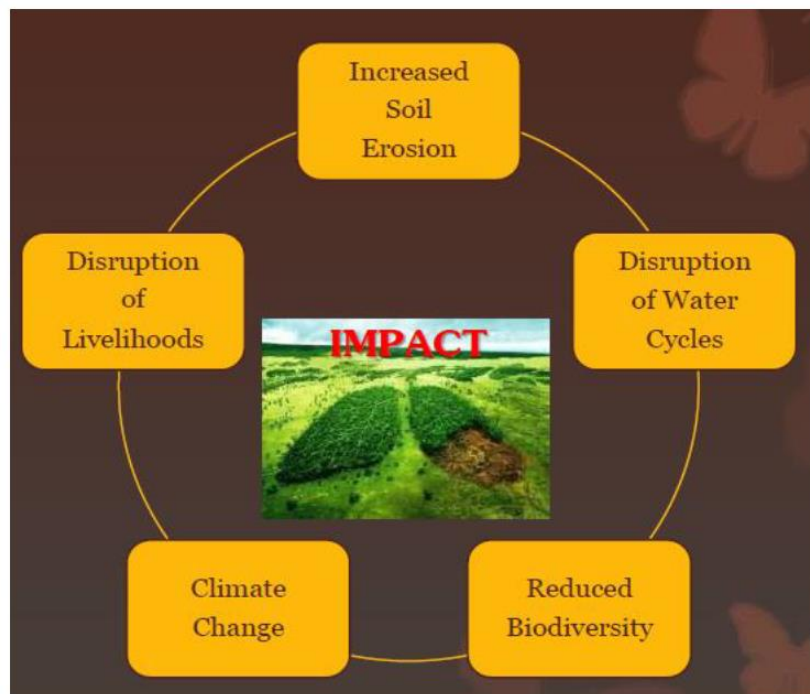 Increased
Soil
Erosion
Disruption
of
Livelihoods
Disruption
of Water
Cycles
IMPACT
Climate
Change
Reduced
Biodiversity